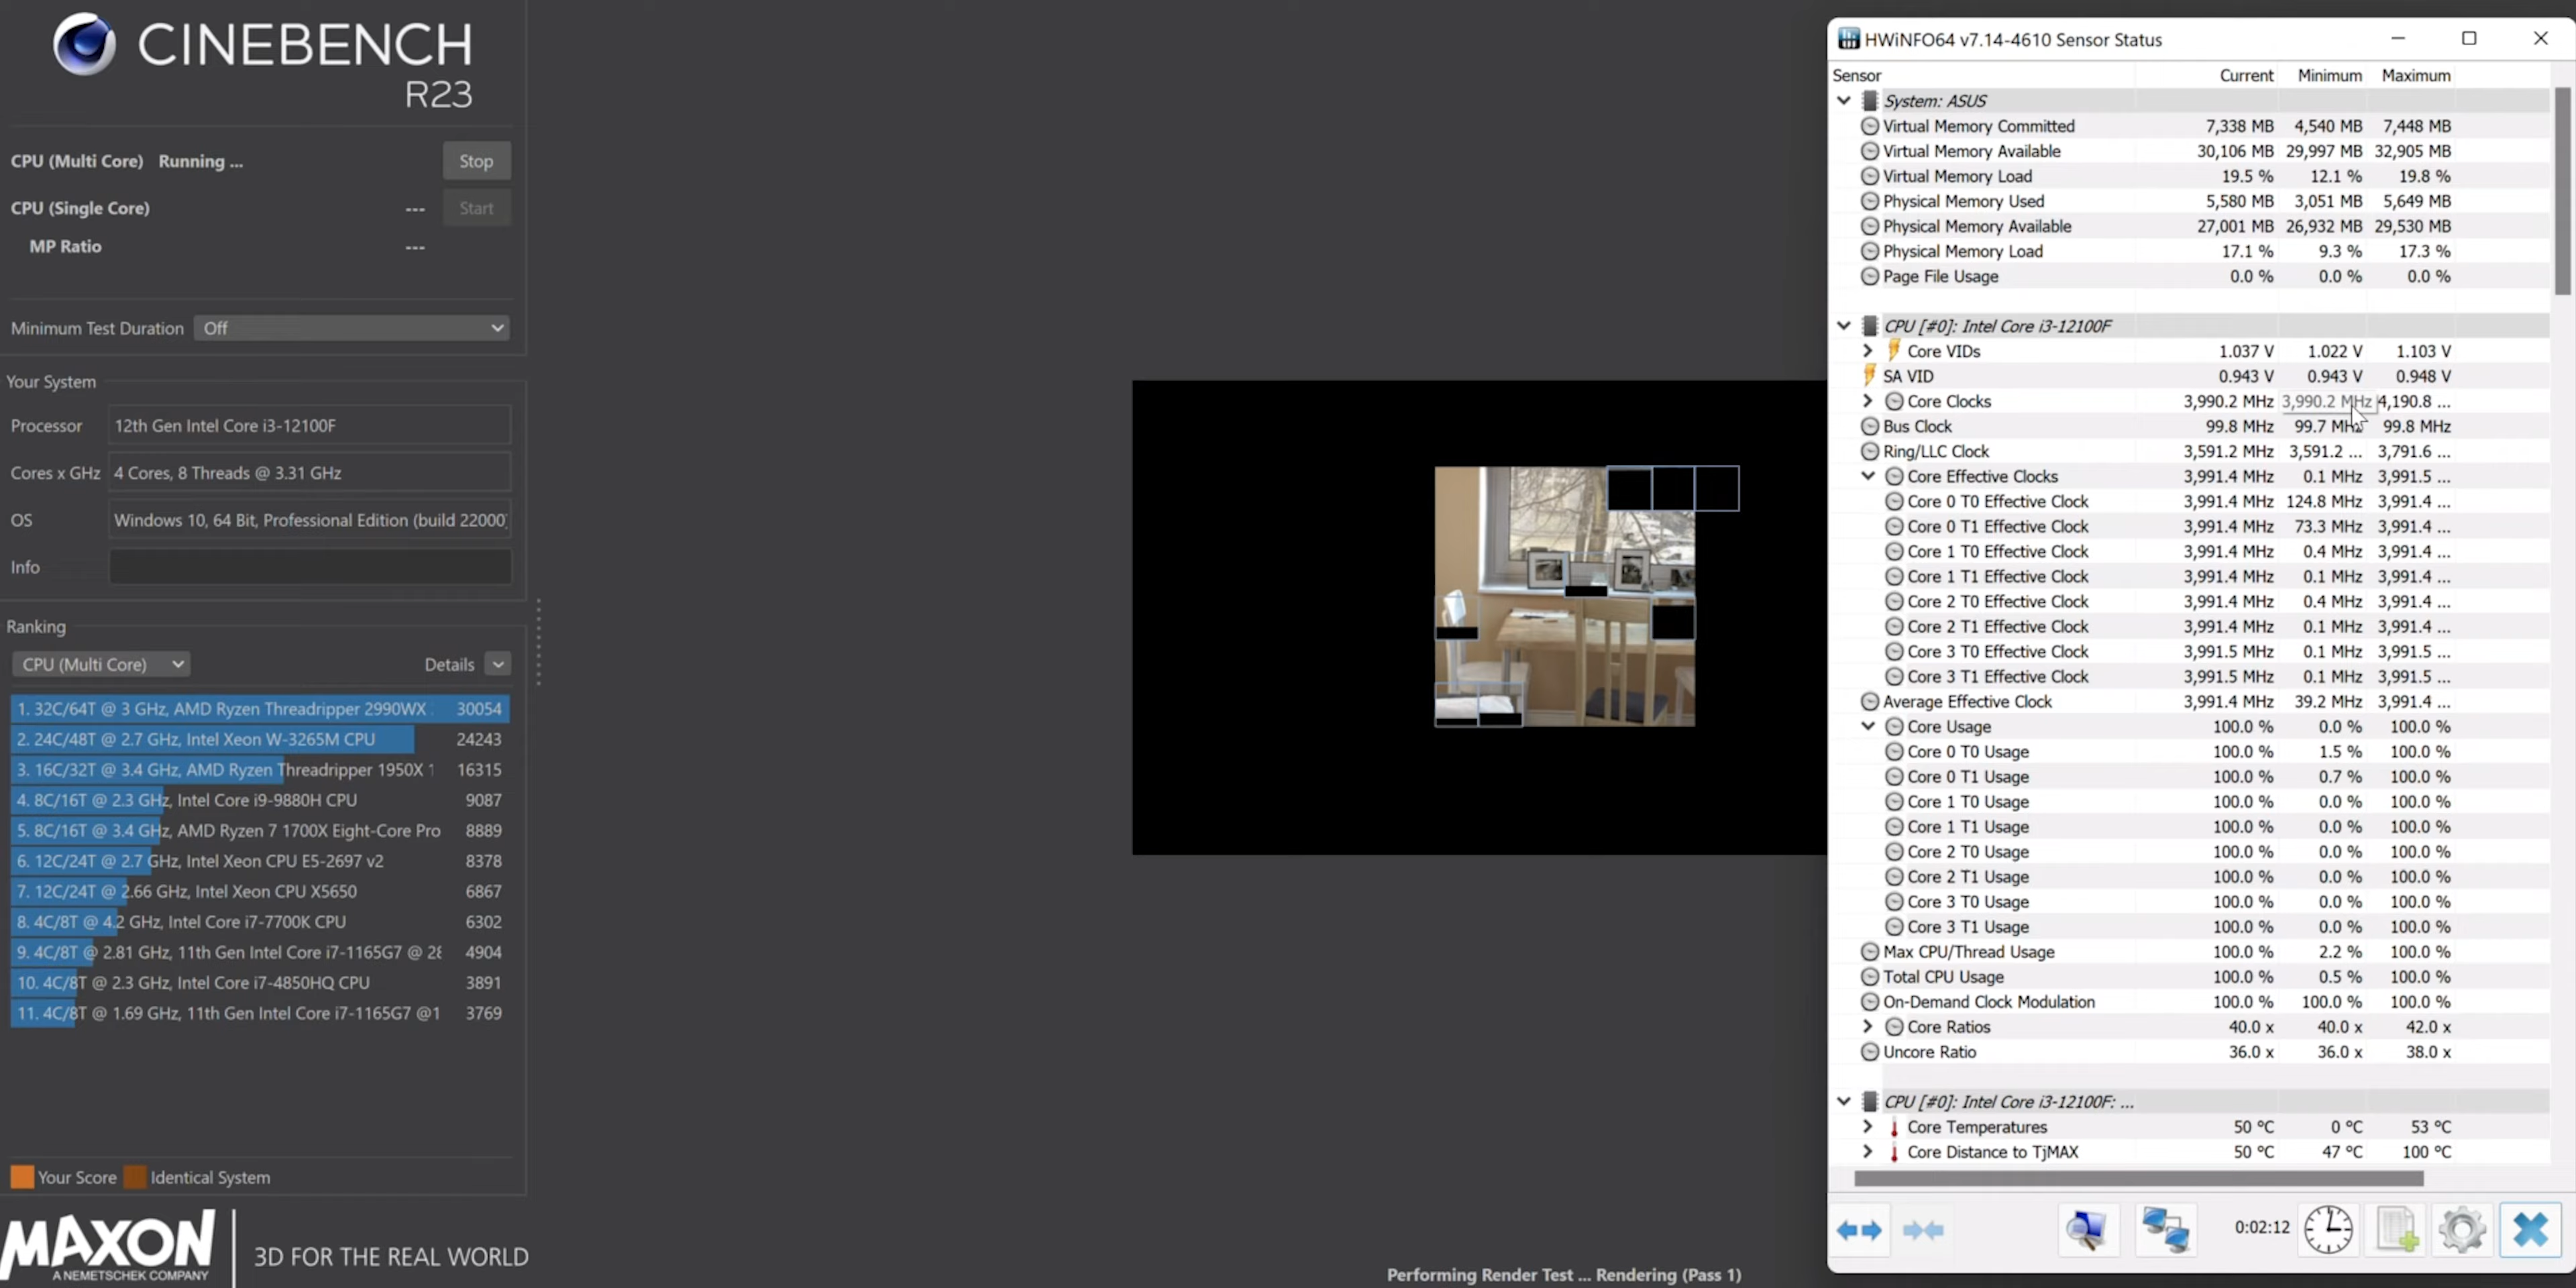 CINEBENCH
R23
CPU (Multi Core) Running ... Stop
CPU (Single Core) --- Start
MP Ratio ---
Minimum Test Duration Off
Your System
Processor 12th Gen Intel Core i3-12100F
Cores x GHz 4 Cores, 8 Threads @ 3.31 GHz
OS Windows 10, 64 Bit, Professional Edition (build 22000)
Info
Ranking
CPU (Multi Core) Details
1. 32C/64T @ 3 GHz, AMD Ryzen Threadripper 2990WX 30054
2. 24C/48T @ 2.7 GHz, Intel Xeon W-3265M CPU 24243
3. 16C/32T @ 3.4 GHz, AMD Ryzen Threadripper 1950X 1 16315
4. 8C/16T @ 2.3 GHz, Intel Core i9-9880H CPU 9087
5. 8C/16T @ 3.4 GHz, AMD Ryzen 7 1700X Eight-Core Pro 8889
6. 12C/24T @ 2.7 GHz, Intel Xeon CPU E5-2697 v2 8378
7. 12C/24T @ 2.66 GHz, Intel Xeon CPU X5650 6867
8. 4C/8T @ 4.2 GHz, Intel Core i7-7700K CPU 6302
9. 4C/8T @ 2.81 GHz, 11th Gen Intel Core i7-1165G7 @ 28 4904
10. 4C/8T @ 2.3 GHz, Intel Core i7-4850HQ CPU 3891
11. 4C/8T @ 1.69 GHz, 11th Gen Intel Core i7-1165G7 @1 3769
Your Score Identical System
MAXON
A NEMETSCHEK COMPANY
3D FOR THE REAL WORLD
Performing Render Test ... Rendering (Pass 1)
HWiNFO64 v7.14-4610 Sensor Status
Sensor Current Minimum Maximum
System: ASUS
Virtual Memory Committed 7,338 MB 4,540 MB 7,448 MB
Virtual Memory Available 30,106 MB 29,997 MB 32,905 MB
Virtual Memory Load 19.5 % 12.1 % 19.8 %
Physical Memory Used 5,580 MB 3,051 MB 5,649 MB
Physical Memory Available 27,001 MB 26,932 MB 29,530 MB
Physical Memory Load 17.1 % 9.3 % 17.3 %
Page File Usage 0.0 % 0.0 % 0.0 %
CPU [#0]: Intel Core i3-12100F
Core VIDs 1.037 V 1.022 V 1.103 V
SA VID 0.943 V 0.943 V 0.948 V
Core Clocks 3,990.2 MHz 3,990.2 MHz 4,190.8 ...
Bus Clock 99.8 MHz 99.7 MHz 99.8 MHz
Ring/LLC Clock 3,591.2 MHz 3,591.2 ... 3,791.6 ...
Core Effective Clocks 3,991.4 MHz 0.1 MHz 3,991.5 ...
Core 0 T0 Effective Clock 3,991.4 MHz 124.8 MHz 3,991.4 ...
Core 0 T1 Effective Clock 3,991.4 MHz 73.3 MHz 3,991.4 ...
Core 1 T0 Effective Clock 3,991.4 MHz 0.4 MHz 3,991.4 ...
Core 1 T1 Effective Clock 3,991.4 MHz 0.1 MHz 3,991.4 ...
Core 2 T0 Effective Clock 3,991.4 MHz 0.4 MHz 3,991.4 ...
Core 2 T1 Effective Clock 3,991.4 MHz 0.1 MHz 3,991.4 ...
Core 3 T0 Effective Clock 3,991.5 MHz 0.1 MHz 3,991.5 ...
Core 3 T1 Effective Clock 3,991.5 MHz 0.1 MHz 3,991.5 ...
Average Effective Clock 3,991.4 MHz 39.2 MHz 3,991.4 ...
Core Usage 100.0 % 0.0 % 100.0 %
Core 0 T0 Usage 100.0 % 1.5 % 100.0 %
Core 0 T1 Usage 100.0 % 0.7 % 100.0 %
Core 1 T0 Usage 100.0 % 0.0 % 100.0 %
Core 1 T1 Usage 100.0 % 0.0 % 100.0 %
Core 2 T0 Usage 100.0 % 0.0 % 100.0 %
Core 2 T1 Usage 100.0 % 0.0 % 100.0 %
Core 3 T0 Usage 100.0 % 0.0 % 100.0 %
Core 3 T1 Usage 100.0 % 0.0 % 100.0 %
Max CPU/Thread Usage 100.0 % 2.2 % 100.0 %
Total CPU Usage 100.0 % 0.5 % 100.0 %
On-Demand Clock Modulation 100.0 % 100.0 % 100.0 %
Core Ratios 40.0 x 40.0 x 42.0 x
Uncore Ratio 36.0 x 36.0 x 38.0 x
CPU [#0]: Intel Core i3-12100F: ...
Core Temperatures 50 °C 0 °C 53 °C
Core Distance to TjMAX 50 °C 47 °C 100 °C
0:02:12